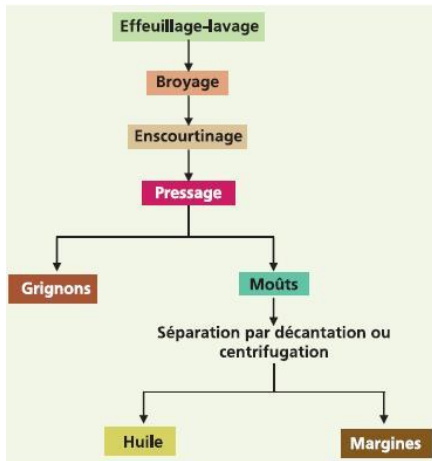 Effeuillage-lavage
Broyage
Enscourtinage
Pressage
Grignons
Moûts
Séparation par décantation ou
centrifugation
Huile
Margines